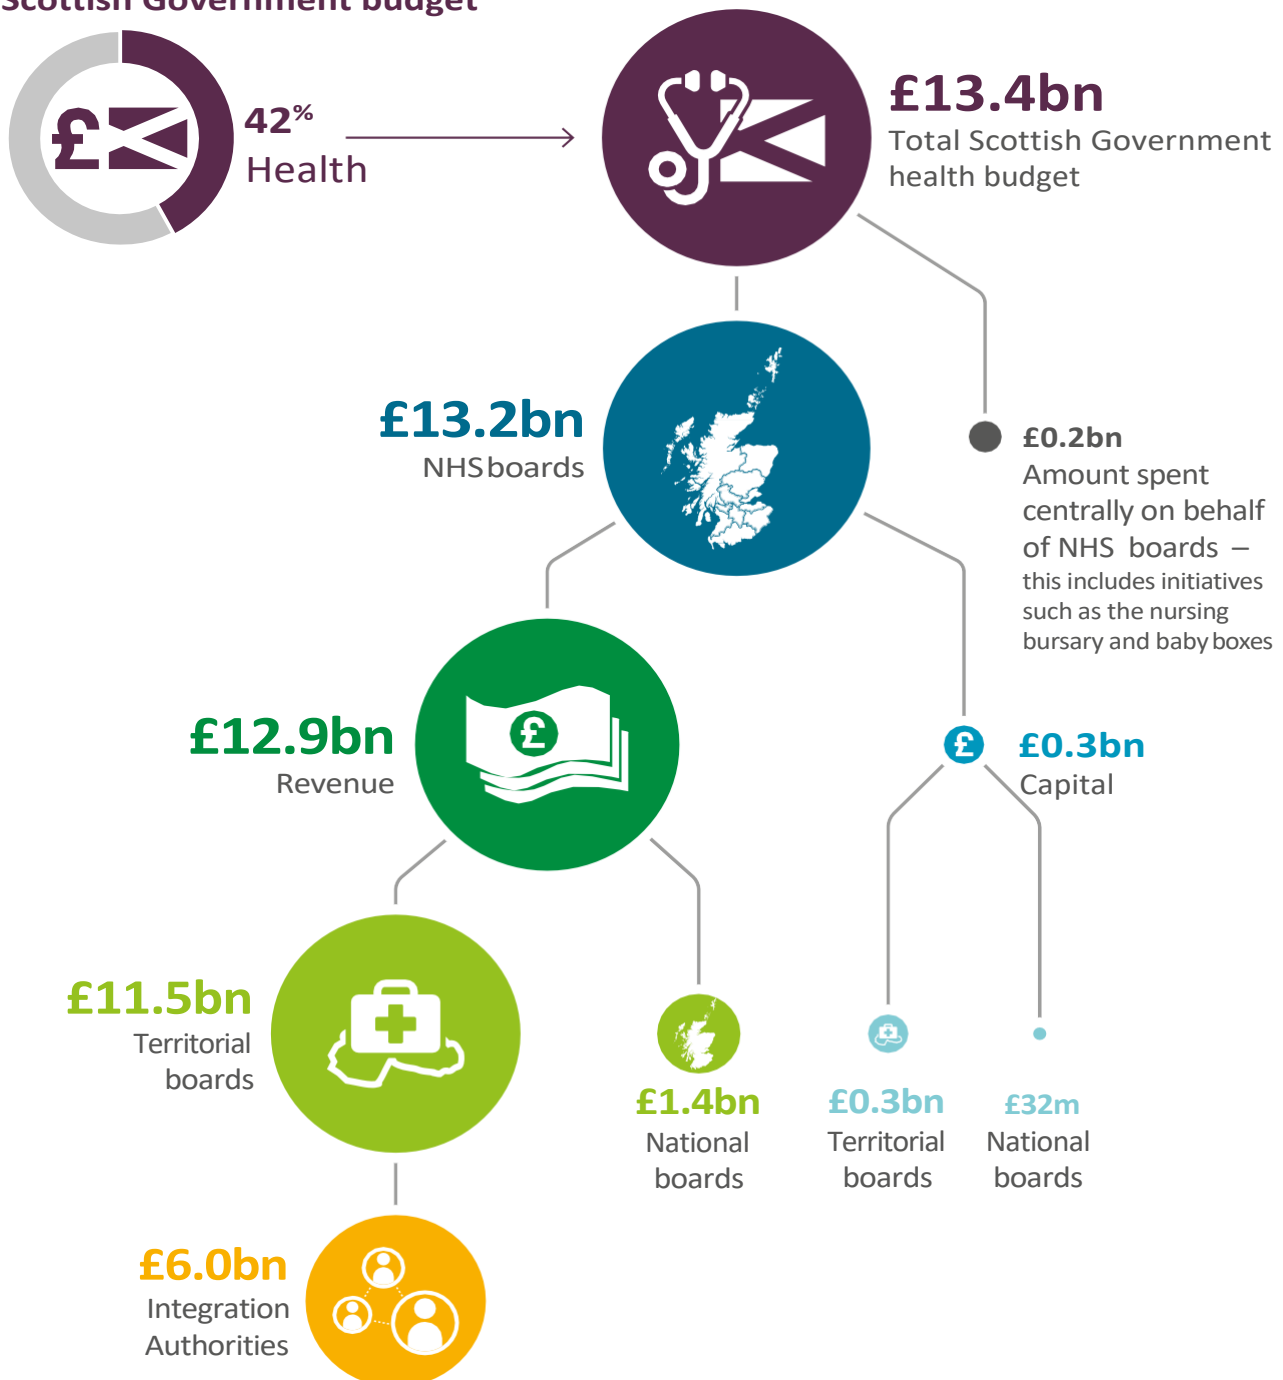 Scottish Government budget
£
42%
Health
£13.4bn
Total Scottish Government
health budget
£13.2bn
NHS boards
£0.2bn
Amount spent
centrally on behalf
of NHS boards –
this includes initiatives
such as the nursing
bursary and baby boxes
£12.9bn
Revenue
£
£
£0.3bn
Capital
£11.5bn
Territorial
boards
£1.4bn
National
boards
£0.3bn
Territorial
boards
£32m
National
boards
£6.0bn
Integration
Authorities